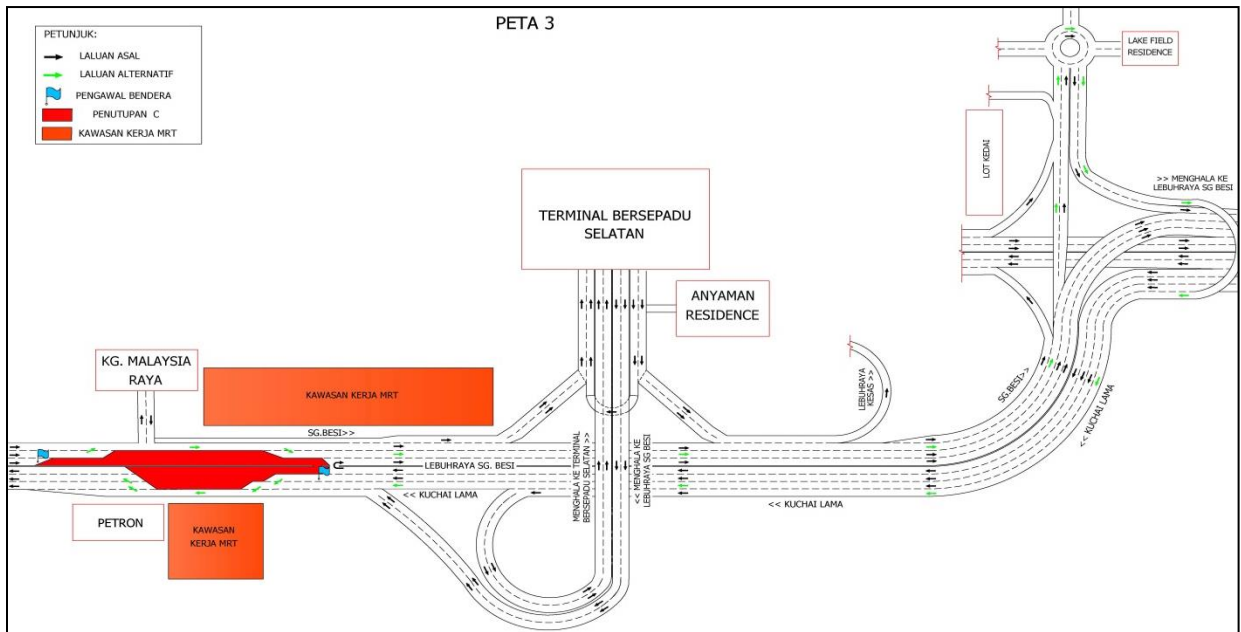 PETA 3
PETUNJUK:
LALUAN ASAL
LALUAN ALTERNATIF
PENGAWAL BENDERA
PENUTUPAN C
KAWASAN KERJA MRT
LAKE FIELD
RESIDENCE
LOT KEDAI
>> MENGHALA KE
LEBUHRAYA SG BESI
TERMINAL BERSEPADU
SELATAN
ANYAMAN
RESIDENCE
KG. MALAYSIA
RAYA
KAWASAN KERJA MRT
LEBUHRAYA
KESAS >>
SG.BESI>>
<< KUCHAI LAMA
SG.BESI>>
LEBUHRAYA SG. BESI
MENGHALA KE TERMINAL
BERSEPADU SELATAN >>
<< MENGHALA KE
LEBUHRAYA SG BESI
<< KUCHAI LAMA
<< KUCHAI LAMA
PETRON
KAWASAN
KERJA MRT